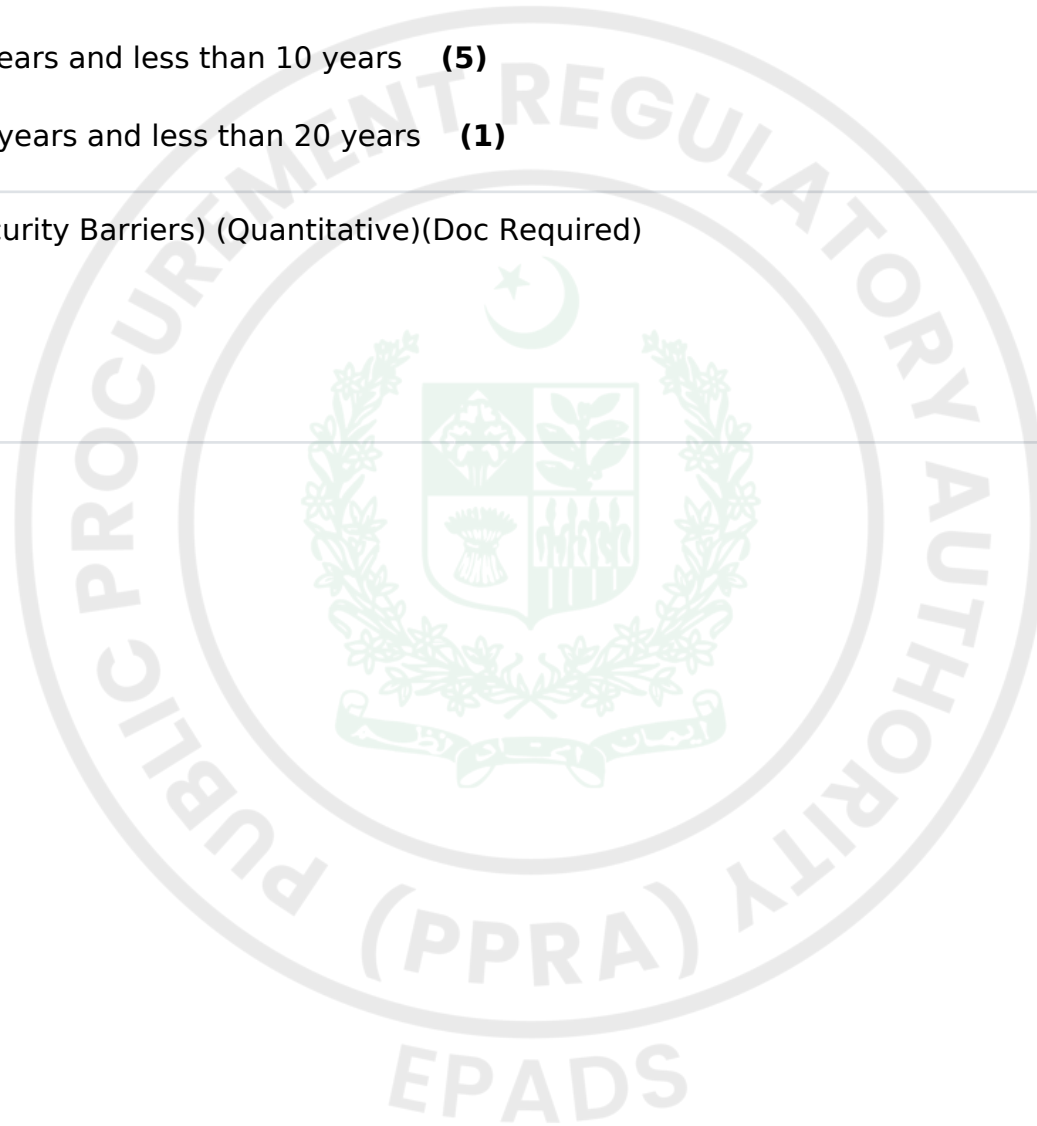 ears and less than 10 years (5)
years and less than 20 years (1)
curity Barriers) (Quantitative)(Doc Required)
PUBLIC PROCUREMENT REGULATORY AUTHORITY
(PPRA)
EPADS